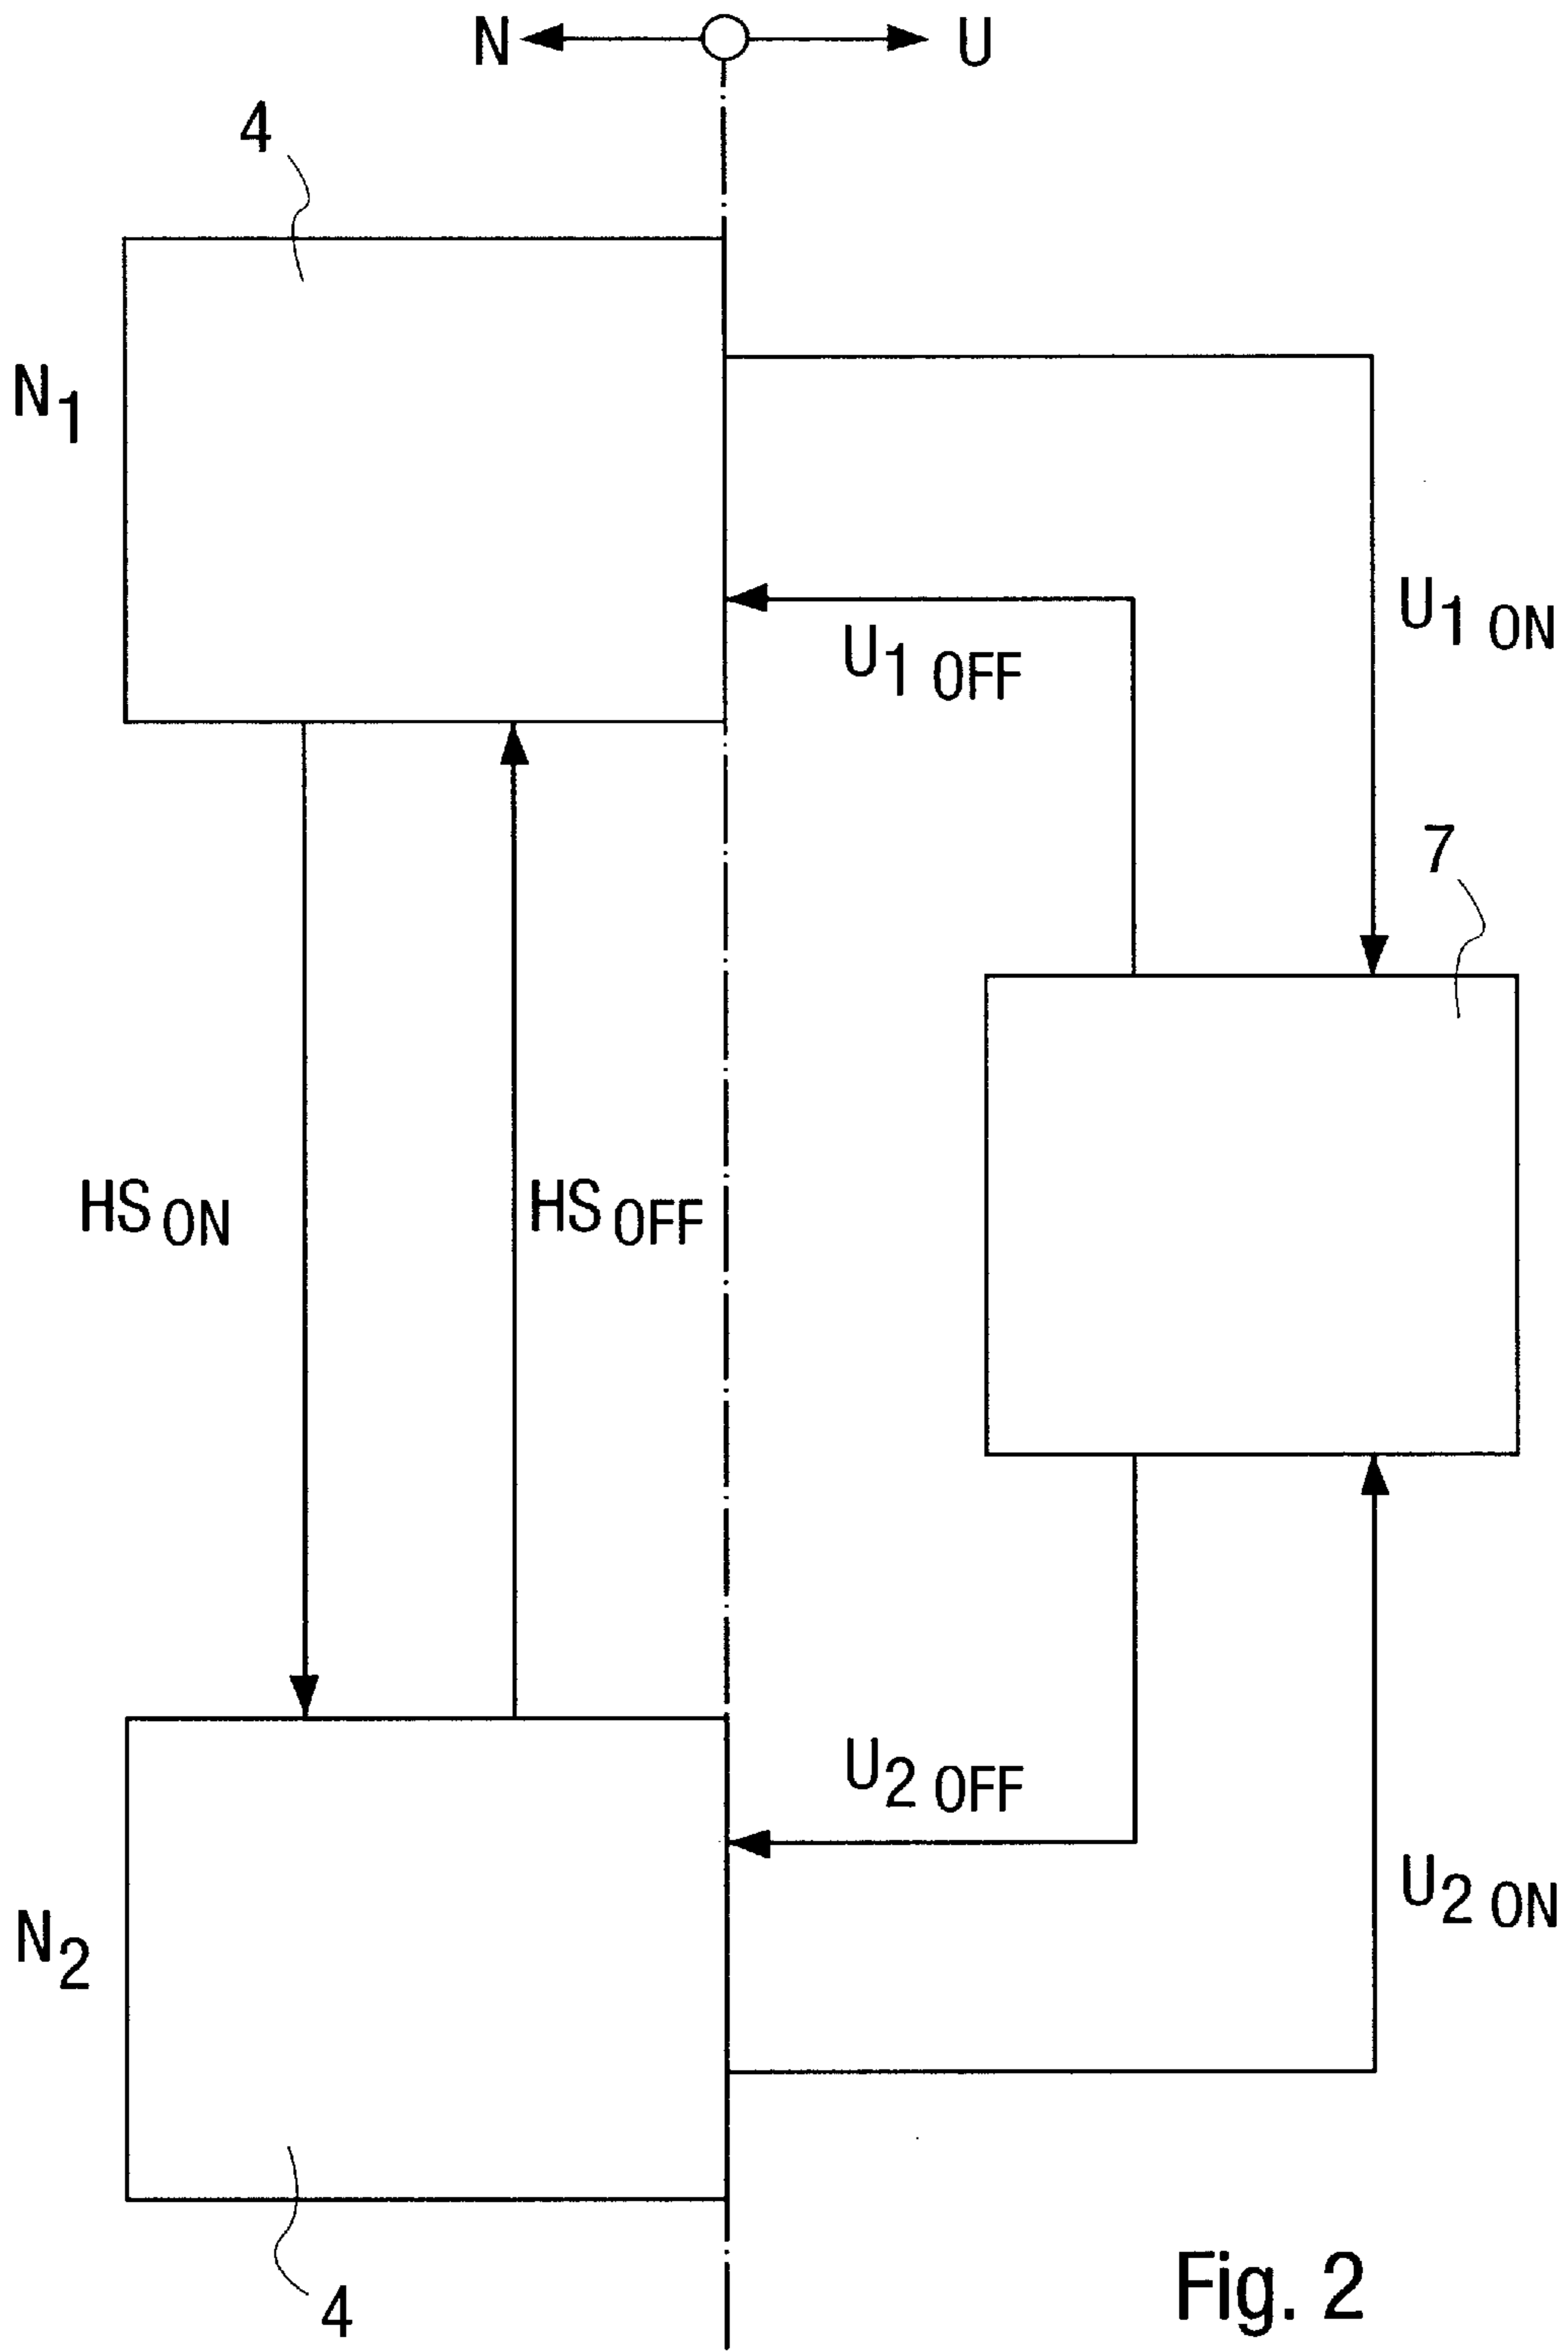 N U
4
N1
U1 ON
U1 OFF
7
HS ON
HS OFF
U2 OFF
U2 ON
N2
4
Fig. 2